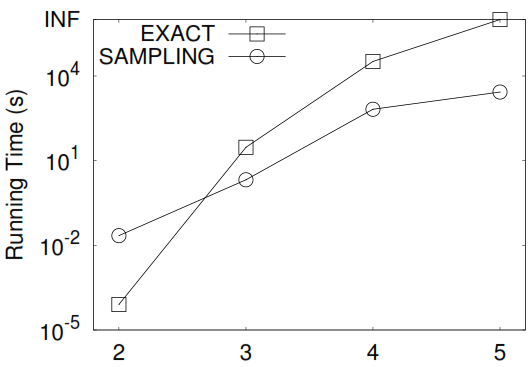 INF
EXACT
SAMPLING
10^4
10^1
10^-2
10^-5
Running Time (s)
2 3 4 5